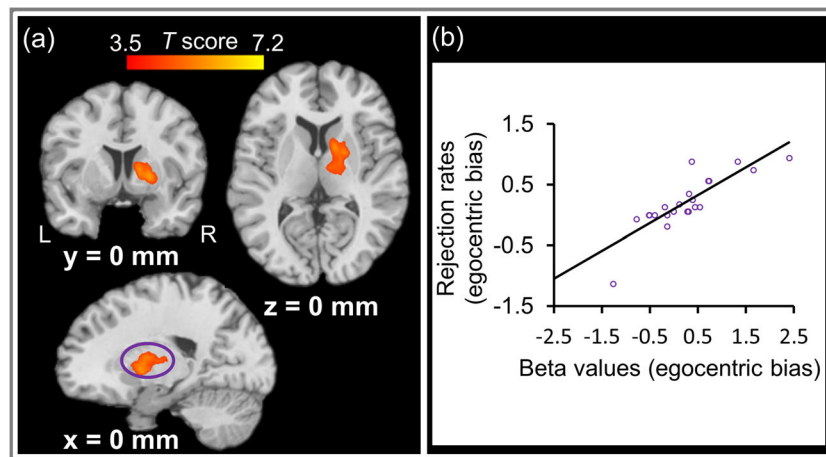 (a)
3.5 T score 7.2
L R
y = 0 mm
z = 0 mm
x = 0 mm
(b)
Rejection rates
(egocentric bias)
1.5
0.5
-0.5
-1.5
-2.5 -1.5 -0.5 0.5 1.5 2.5
Beta values (egocentric bias)